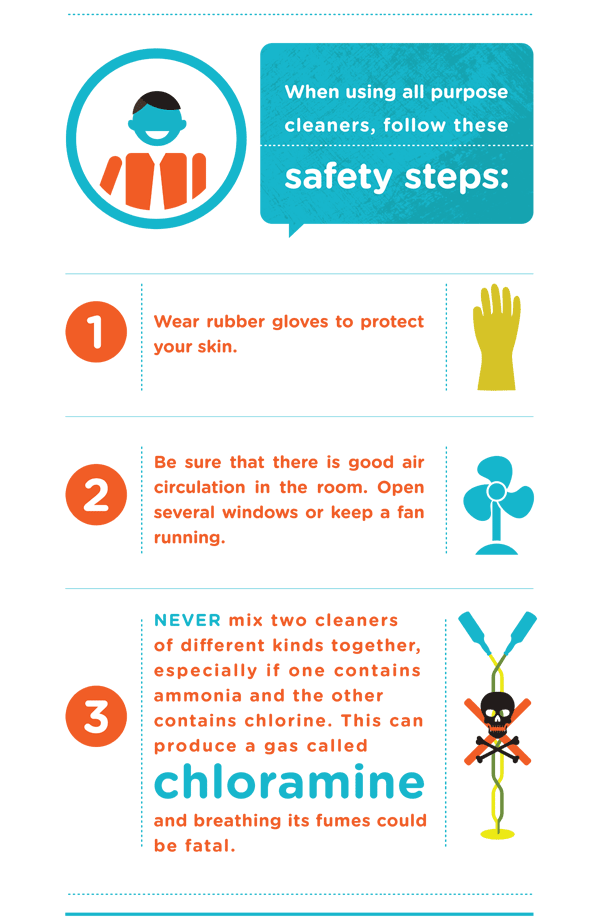 When using all purpose
cleaners, follow these
safety steps:
1
Wear rubber gloves to protect
your skin.
2
Be sure that there is good air
circulation in the room. Open
several windows or keep a fan
running.
3
NEVER mix two cleaners
of different kinds together,
especially if one contains
ammonia and the other
contains chlorine. This can
produce a gas called
chloramine
and breathing its fumes could
be fatal.